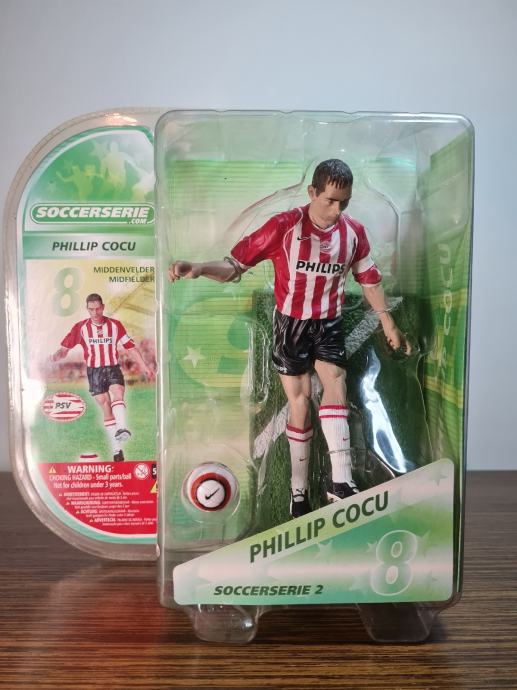 SOCCERSERIE
.COM
PHILLIP COCU
8
MIDDENVELDER
MIDFIELDER
PHILIPS
PSV
WARNING:
CHOKING HAZARD - Small parts/ball
Not for children under 3 years.
PHILIPS
COCU
PHILLIP COCU
8
SOCCERSERIE 2